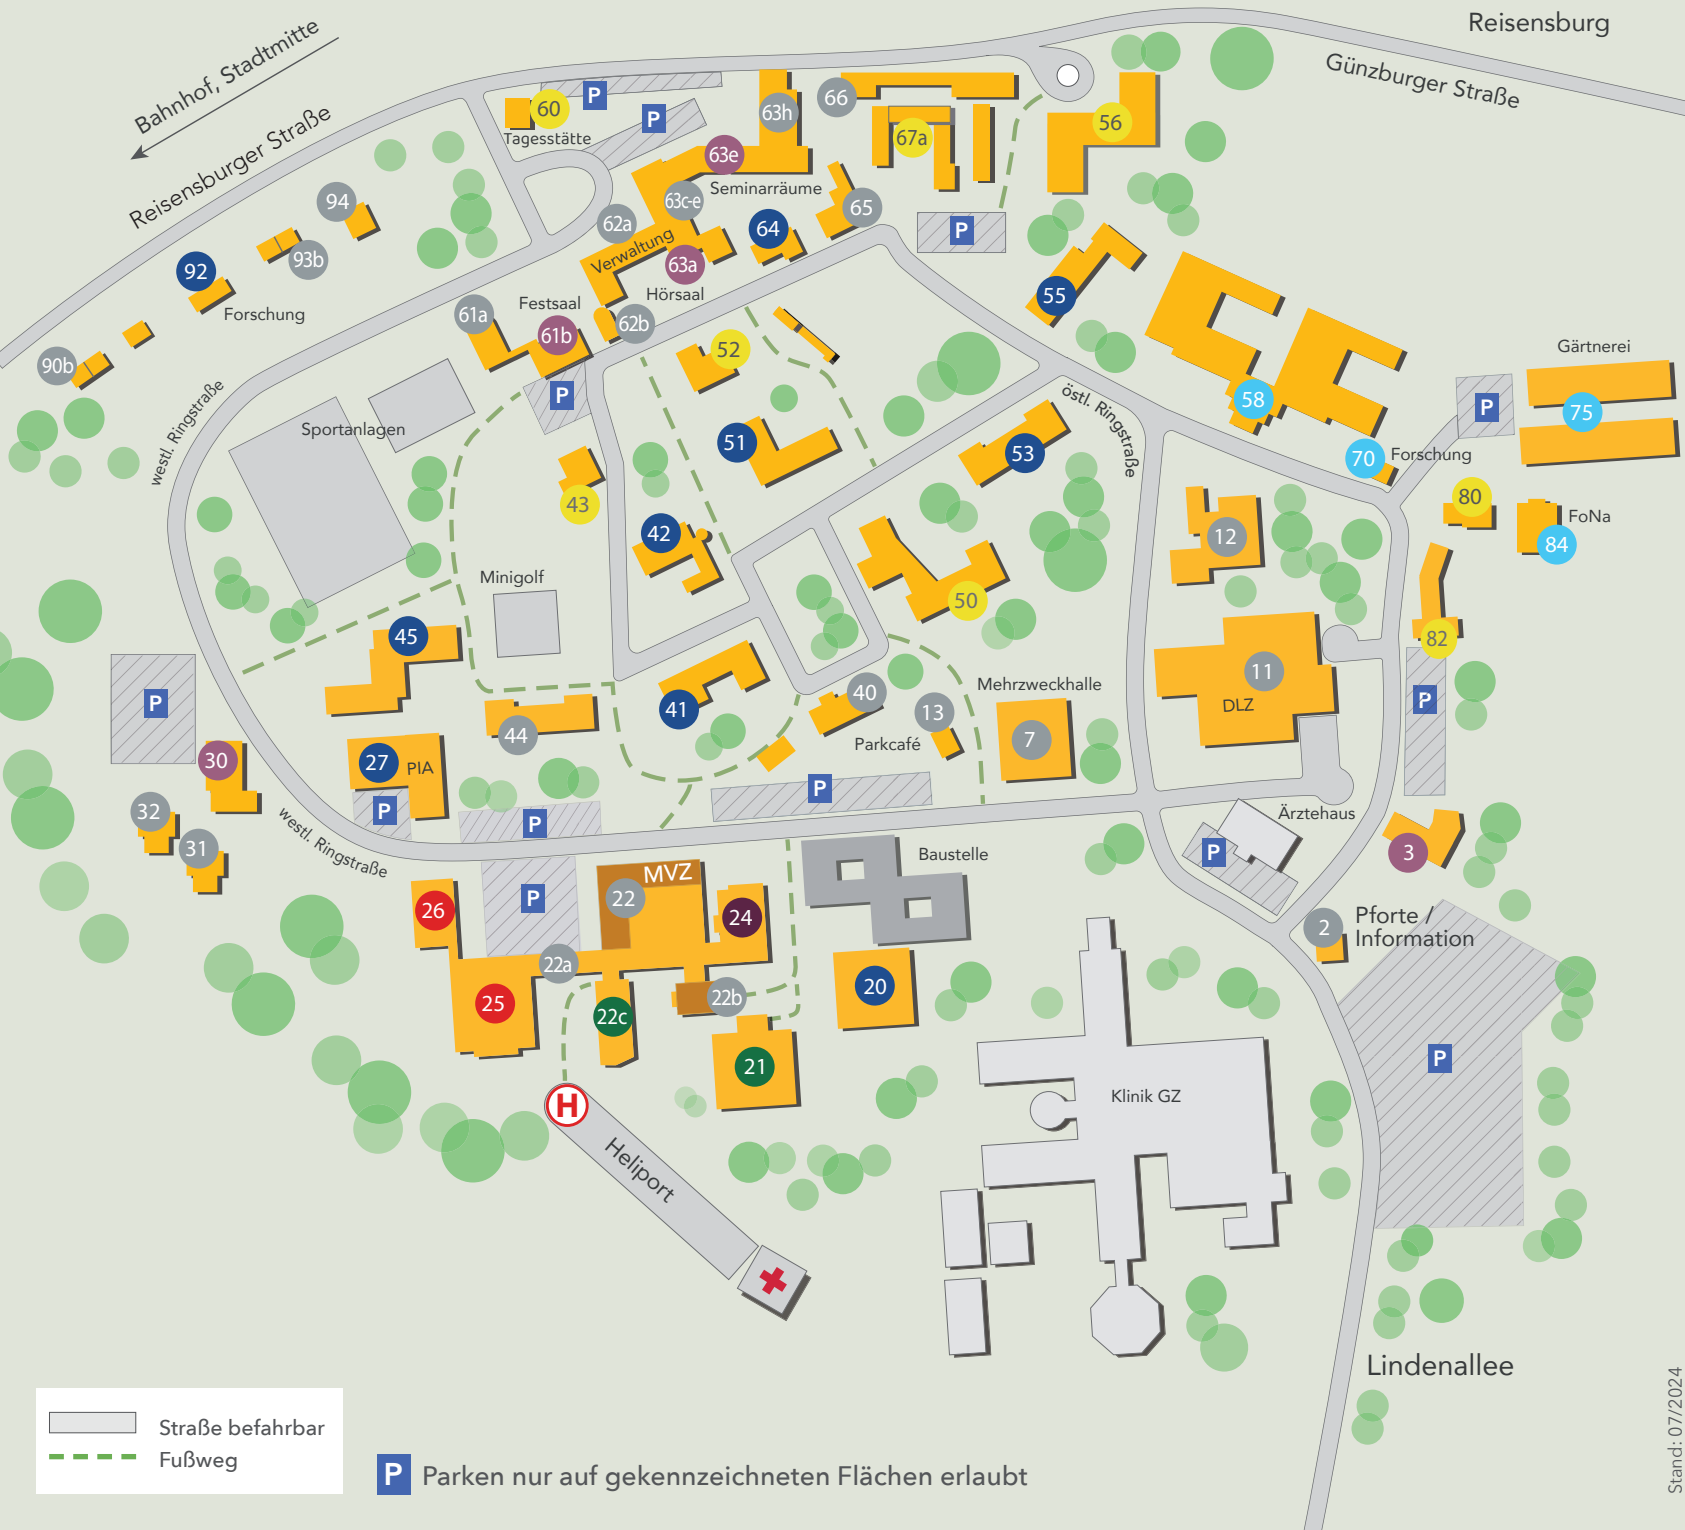 Reisensburg
Günzburger Straße
Bahnhof, Stadtmitte
Reisensburger Straße
60
P
Tagesstätte
P
63h
66
67a
56
63e
Seminarräume
63c-e
62a
Verwaltung
63a
Hörsaal
64
65
P
94
93b
92
Forschung
90b
61a
Festsaal
61b
62b
P
52
55
58
70
Forschung
P
Gärtnerei
75
80
FoNa
84
82
P
westl. Ringstraße
Sportanlagen
östl. Ringstraße
51
53
43
42
50
12
11
DLZ
Minigolf
45
44
41
40
13
Parkcafé
Mehrzweckhalle
7
P
30
32
31
27
PIA
P
P
P
westl. Ringstraße
Ärztehaus
P
3
2
Pforte /
Information
P
26
P
MVZ
22
24
Baustelle
22a
22b
25
22c
20
21
H
Heliport
Klinik GZ
Lindenallee
Straße befahrbar
Fußweg
P Parken nur auf gekennzeichneten Flächen erlaubt
Stand: 07/2024